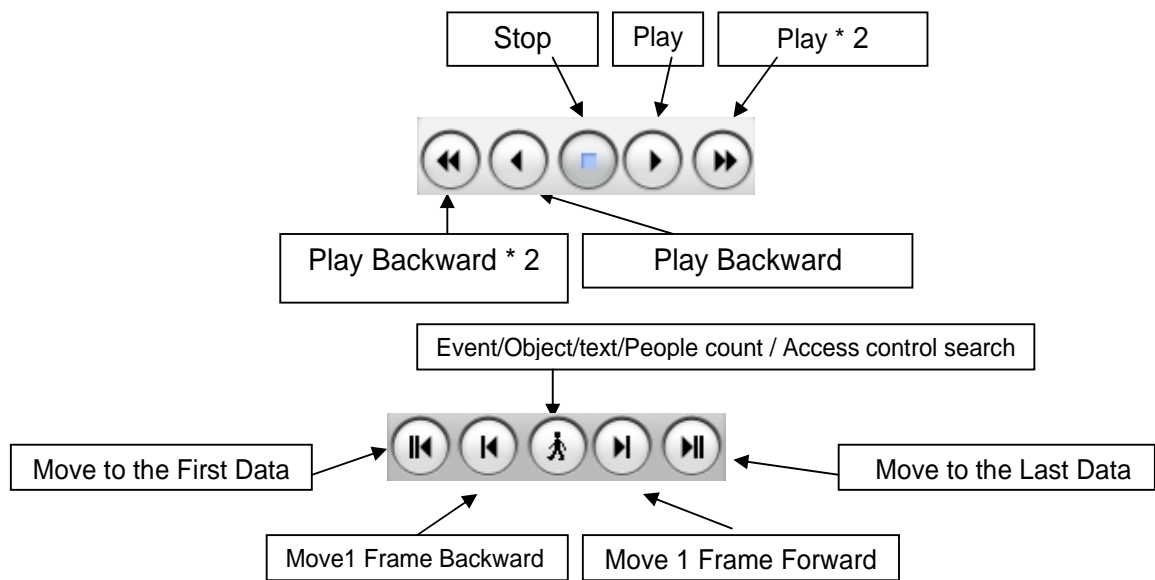 Stop
Play
Play * 2
Play Backward * 2
Play Backward
Event/Object/text/People count / Access control search
Move to the First Data
Move to the Last Data
Move1 Frame Backward
Move 1 Frame Forward